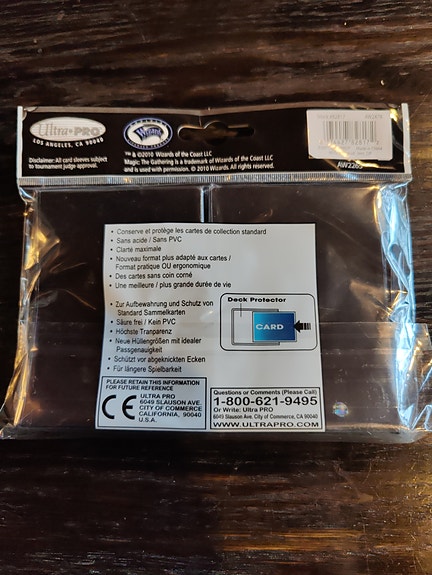 Ultra•PRO
LOS ANGELES, CA 90040
Disclaimer: All card sleeves subject
to tournament judge approval.
Wizards
™ & ©2010 Wizards of the Coast LLC
Magic: The Gathering is a trademark of Wizards of the Coast LLC
and is used with permission. © 2010 Wizards. All rights reserved.
AW2265
• Conserve et protège les cartes de collection standard
• Sans acide / Sans PVC
• Clarté maximale
• Nouveau format plus adapté aux cartes /
Format pratique OU ergonomique
• Des cartes sans coin corné
• Une meilleure / plus grande durée de vie
• Zur Aufbewahrung und Schutz von
Standard Sammelkarten
• Säure frei / Kein PVC
• Höchste Tranparenz
• Neue Hüllengrößen mit idealer
Passgenauigkeit
• Schützt vor abgeknickten Ecken
• Für längere Spielbarkeit
Deck Protector
CARD
PLEASE RETAIN THIS INFORMATION
FOR FUTURE REFERENCE
CE
ULTRA PRO
6049 SLAUSON AVE.
CITY OF COMMERCE
CALIFORNIA, 90040
U.S.A.
Questions or Comments (Please Call)
1-800-621-9495
Or Write: Ultra PRO
6049 Slauson Ave, City of Commerce, CA 90040
WWW.ULTRAPRO.COM